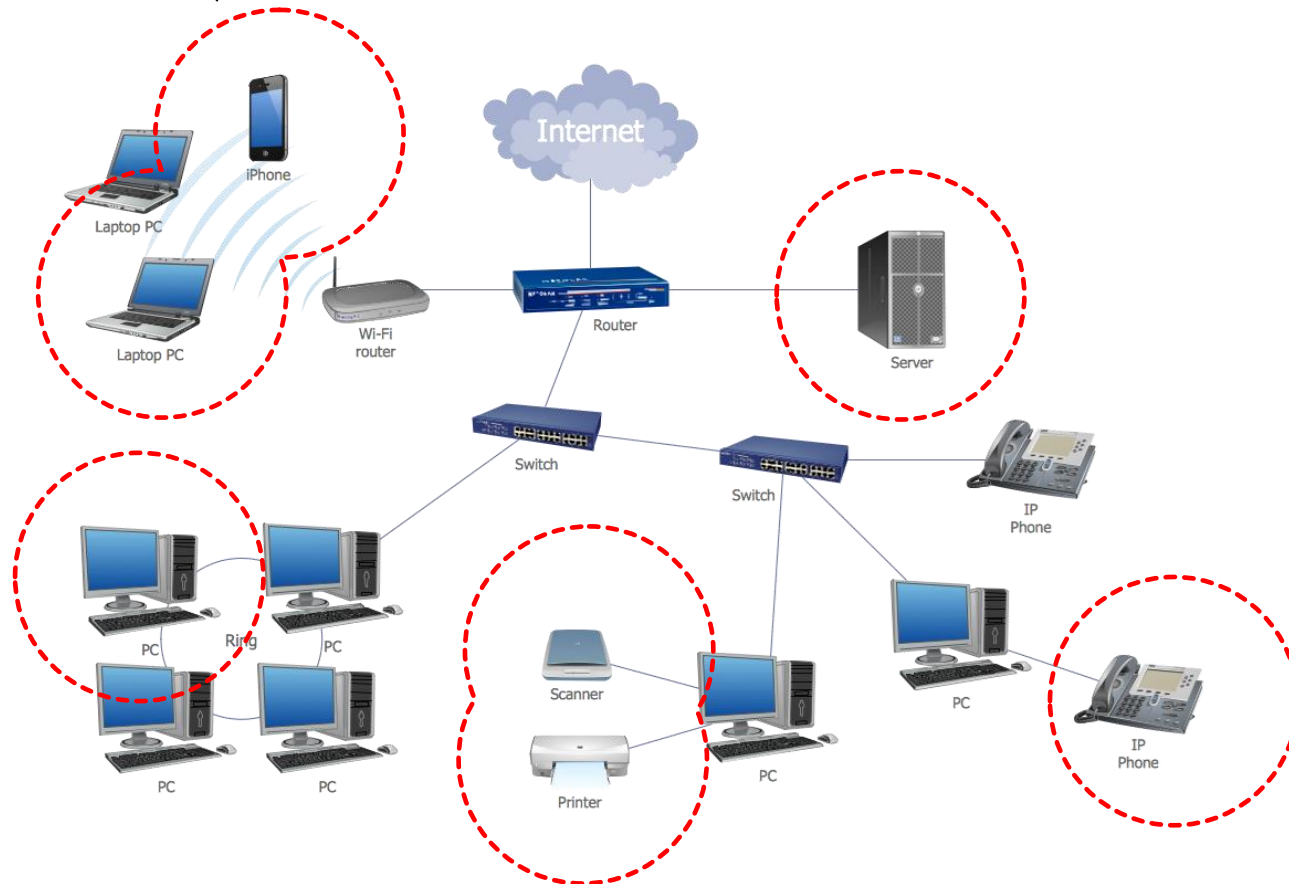 Internet
iPhone
Laptop PC
Laptop PC
Wi-Fi
router
Router
Server
Switch
Switch
IP
Phone
PC
Ring
PC
PC
PC
Scanner
Printer
PC
PC
IP
Phone